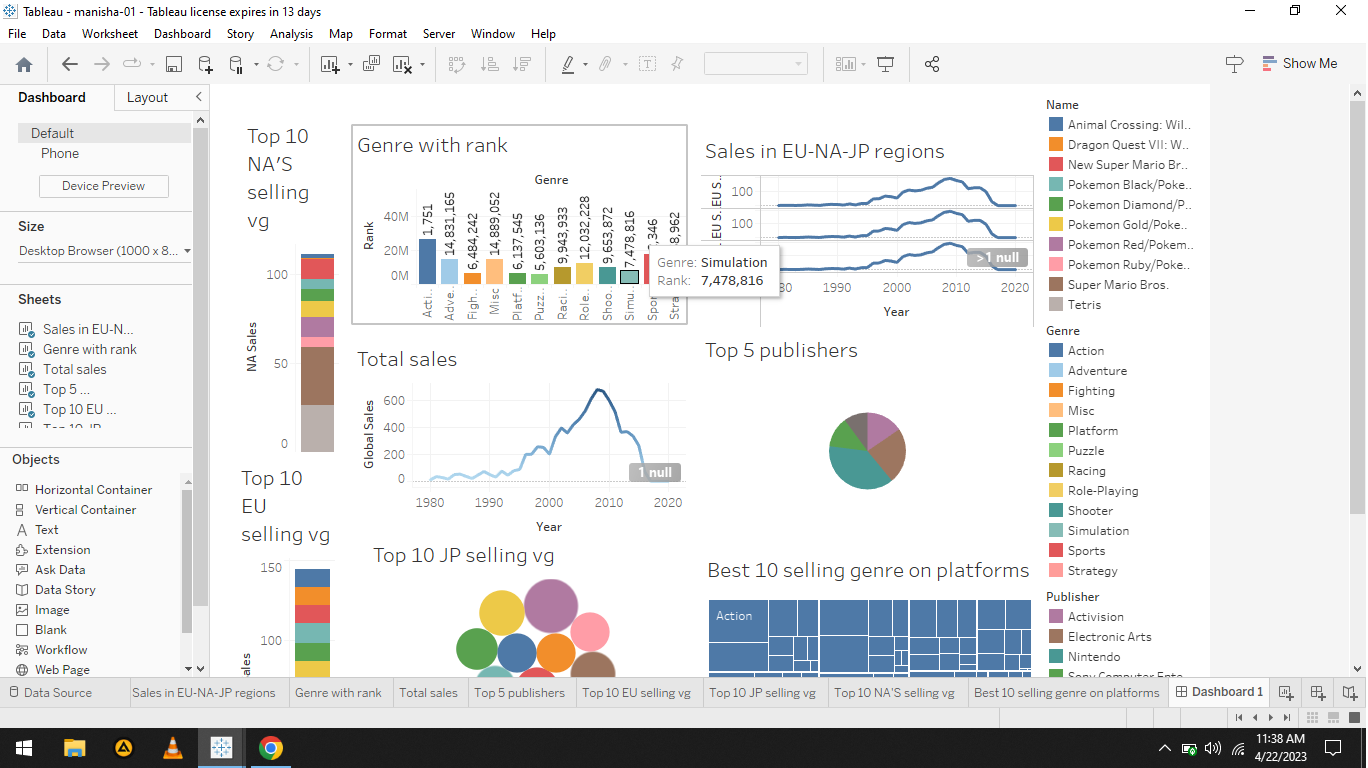 Tableau - manisha-01 - Tableau license expires in 13 days
File Data Worksheet Dashboard Story Analysis Map Format Server Window Help
Show Me
Dashboard Layout
Default
Phone
Device Preview
Size
Desktop Browser (1000 x 8...
Sheets
Sales in EU-N...
Genre with rank
Total sales
Top 5 ...
Top 10 EU ...
Top 10 JP
Objects
Horizontal Container
Vertical Container
Text
Extension
Ask Data
Data Story
Image
Blank
Workflow
Web Page
Top 10
NA'S
selling
vg
100
50
0
NA Sales
Top 10
EU
selling vg
150
100
Genre with rank
Genre
Rank
40M
20M
0M
1,751
14,831,165
6,484,242
14,889,052
6,137,545
5,603,136
9,943,933
12,032,228
9,653,872
7,478,816
Acti..
Adve..
Figh..
Misc
Platf..
Puzz..
Raci..
Role..
Shoo..
Simu..
Genre: Simulation
Rank: 7,478,816
Total sales
Global Sales
600
400
200
0
1 null
1980 1990 2000 2010 2020
Year
Top 10 JP selling vg
Sales in EU-NA-JP regions
100
100
>1 null
1990 2000 2010 2020
Year
Top 5 publishers
Best 10 selling genre on platforms
Action
Name
Animal Crossing: Wil..
Dragon Quest VII: W..
New Super Mario Br..
Pokemon Black/Poke..
Pokemon Diamond/P..
Pokemon Gold/Poke..
Pokemon Red/Pokem..
Pokemon Ruby/Poke..
Super Mario Bros.
Tetris
Genre
Action
Adventure
Fighting
Misc
Platform
Puzzle
Racing
Role-Playing
Shooter
Simulation
Sports
Strategy
Publisher
Activision
Electronic Arts
Nintendo
Sony Computer Ente..
Data Source Sales in EU-NA-JP regions Genre with rank Total sales Top 5 publishers Top 10 EU selling vg Top 10 JP selling vg Top 10 NA'S selling vg Best 10 selling genre on platforms Dashboard 1
11:38 AM
4/22/2023